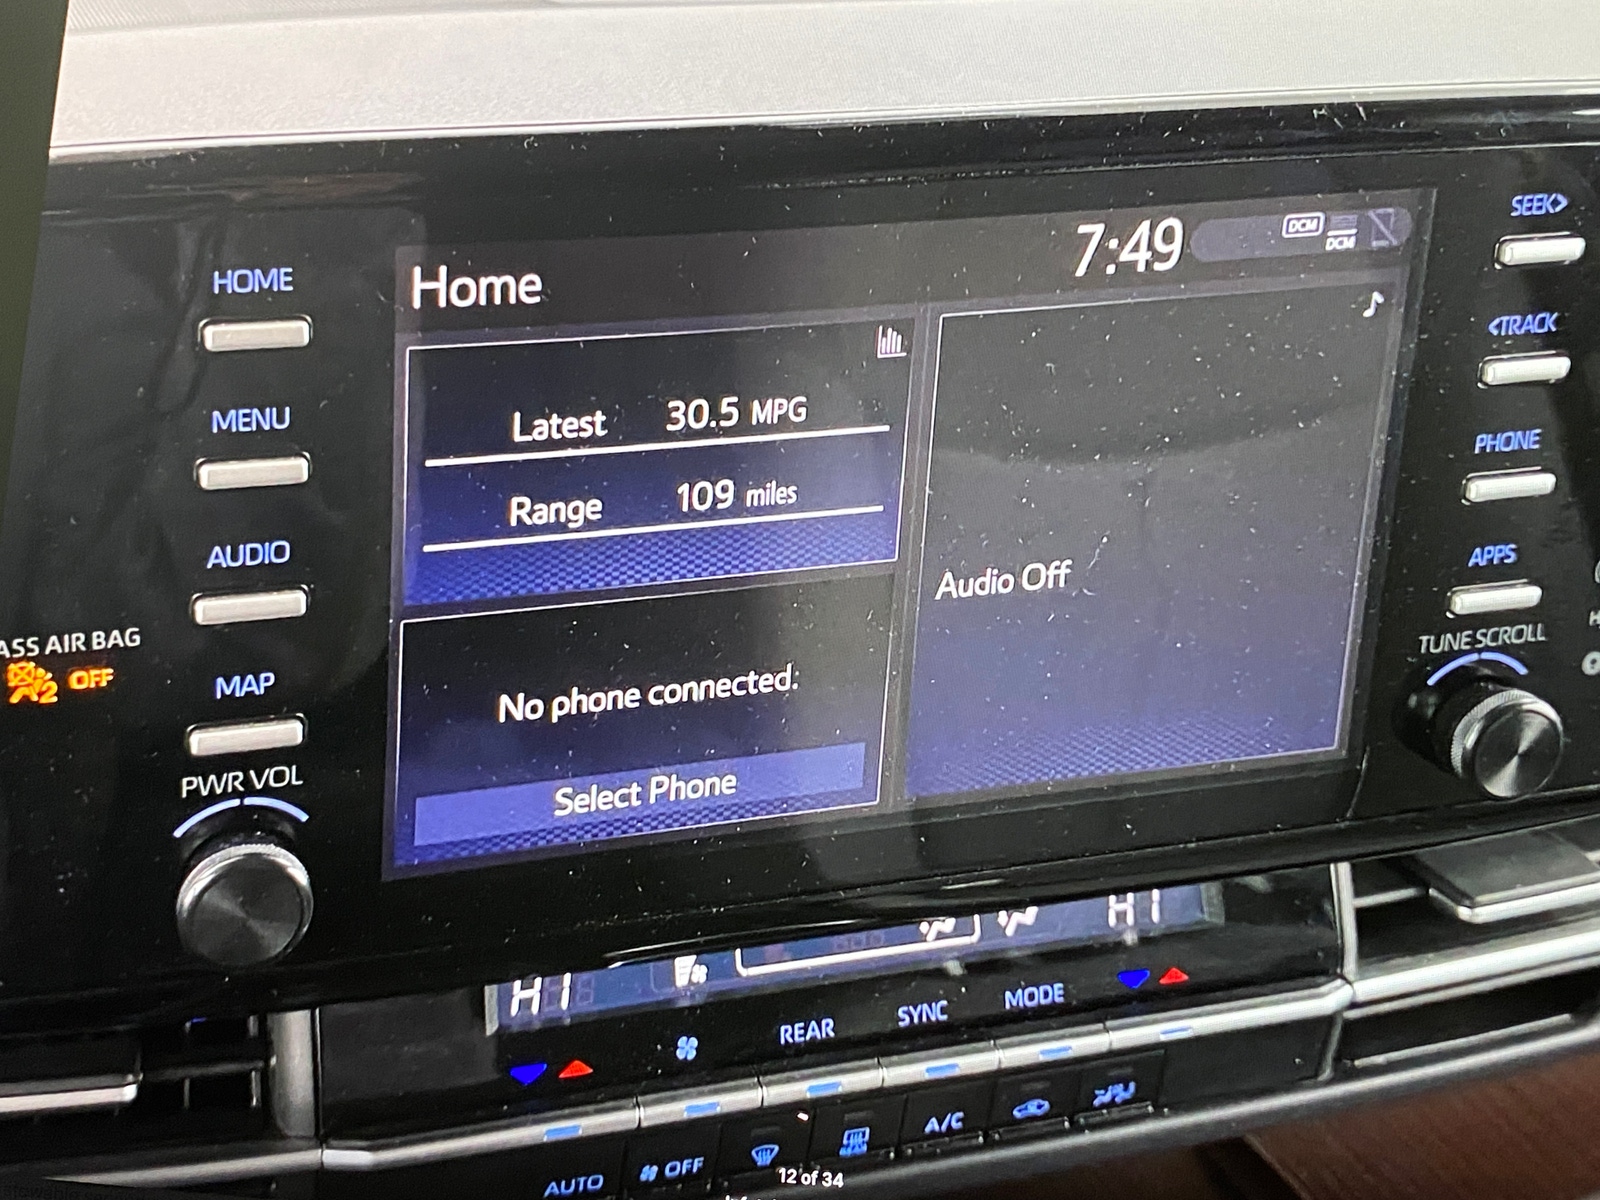 HOME
MENU
AUDIO
MAP
PWR VOL
ASS AIR BAG
2 OFF
Home
7:49
DCM
DCM
Latest 30.5 MPG
Range 109 miles
No phone connected.
Select Phone
Audio Off
SEEK>
<TRACK
PHONE
APPS
TUNE SCROLL
HI
HI
REAR
SYNC
MODE
AUTO
OFF
A/C
12 of 34